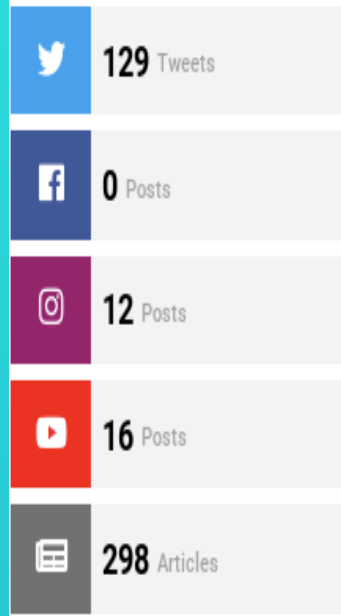 129 Tweets
0 Posts
12 Posts
16 Posts
298 Articles